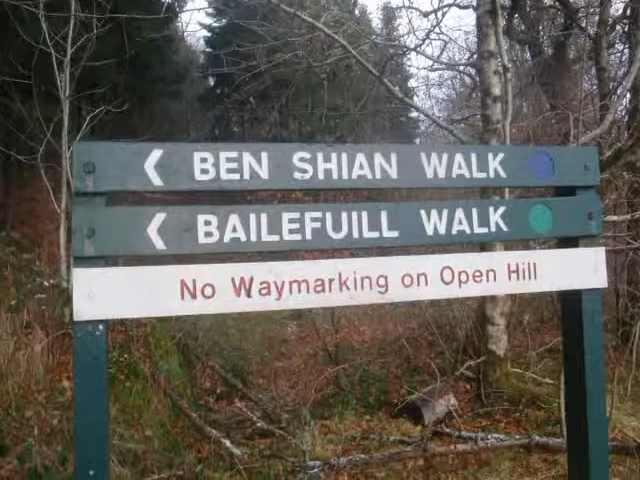 BEN SHIAN WALK
BAILEFUILL WALK
No Waymarking on Open Hill